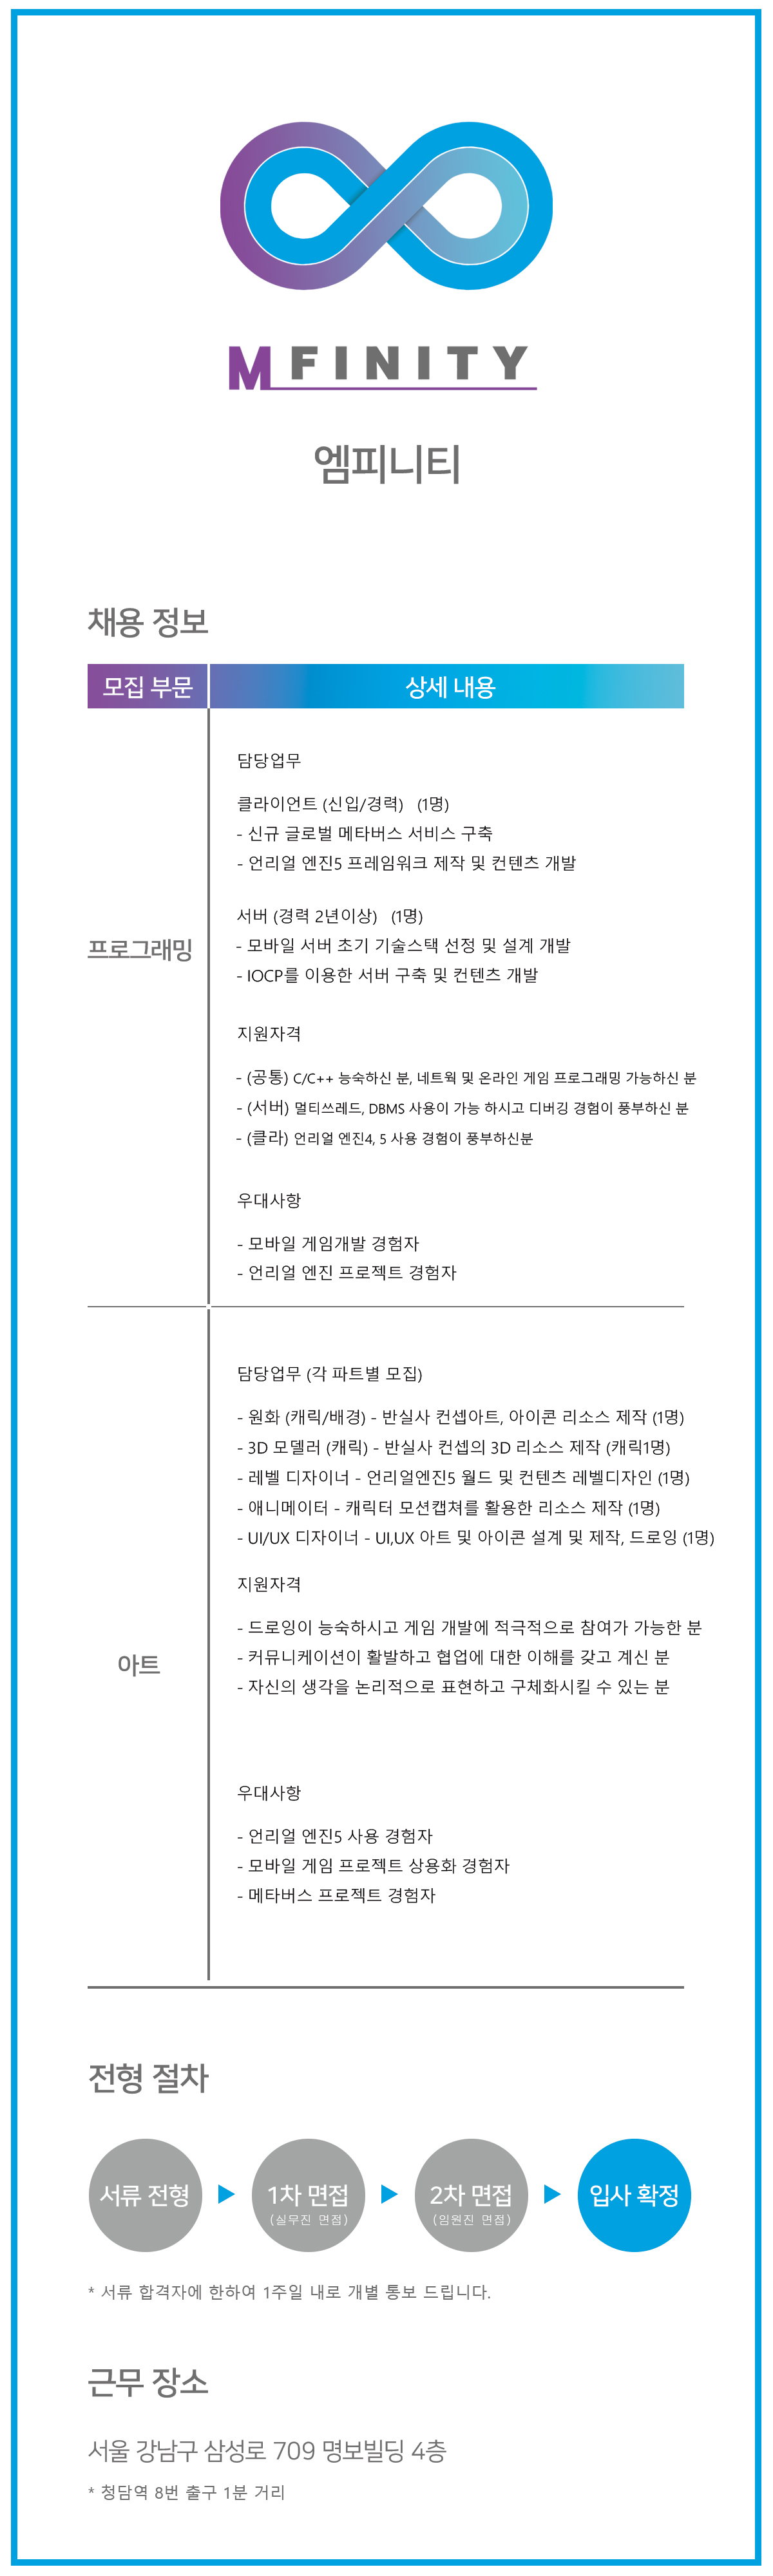 MFINITY
엠피니티
채용 정보
모집 부문
상세 내용
프로그래밍
담당업무
클라이언트 (신입/경력) (1명)
- 신규 글로벌 메타버스 서비스 구축
- 언리얼 엔진5 프레임워크 제작 및 컨텐츠 개발
서버 (경력 2년이상) (1명)
- 모바일 서버 초기 기술스택 선정 및 설계 개발
- IOCP를 이용한 서버 구축 및 컨텐츠 개발
지원자격
- (공통) C/C++ 능숙하신 분, 네트웍 및 온라인 게임 프로그래밍 가능하신 분
- (서버) 멀티쓰레드, DBMS 사용이 가능 하시고 디버깅 경험이 풍부하신 분
- (클라) 언리얼 엔진4, 5 사용 경험이 풍부하신분
우대사항
- 모바일 게임개발 경험자
- 언리얼 엔진 프로젝트 경험자
아트
담당업무 (각 파트별 모집)
- 원화 (캐릭/배경) - 반실사 컨셉아트, 아이콘 리소스 제작 (1명)
- 3D 모델러 (캐릭) - 반실사 컨셉의 3D 리소스 제작 (캐릭1명)
- 레벨 디자이너 - 언리얼엔진5 월드 및 컨텐츠 레벨디자인 (1명)
- 애니메이터 - 캐릭터 모션캡쳐를 활용한 리소스 제작 (1명)
- UI/UX 디자이너 - UI,UX 아트 및 아이콘 설계 및 제작, 드로잉 (1명)
지원자격
- 드로잉이 능숙하시고 게임 개발에 적극적으로 참여가 가능한 분
- 커뮤니케이션이 활발하고 협업에 대한 이해를 갖고 계신 분
- 자신의 생각을 논리적으로 표현하고 구체화시킬 수 있는 분
우대사항
- 언리얼 엔진5 사용 경험자
- 모바일 게임 프로젝트 상용화 경험자
- 메타버스 프로젝트 경험자
전형 절차
서류 전형
1차 면접
(실무진 면접)
2차 면접
(임원진 면접)
입사 확정
* 서류 합격자에 한하여 1주일 내로 개별 통보 드립니다.
근무 장소
서울 강남구 삼성로 709 명보빌딩 4층
* 청담역 8번 출구 1분 거리